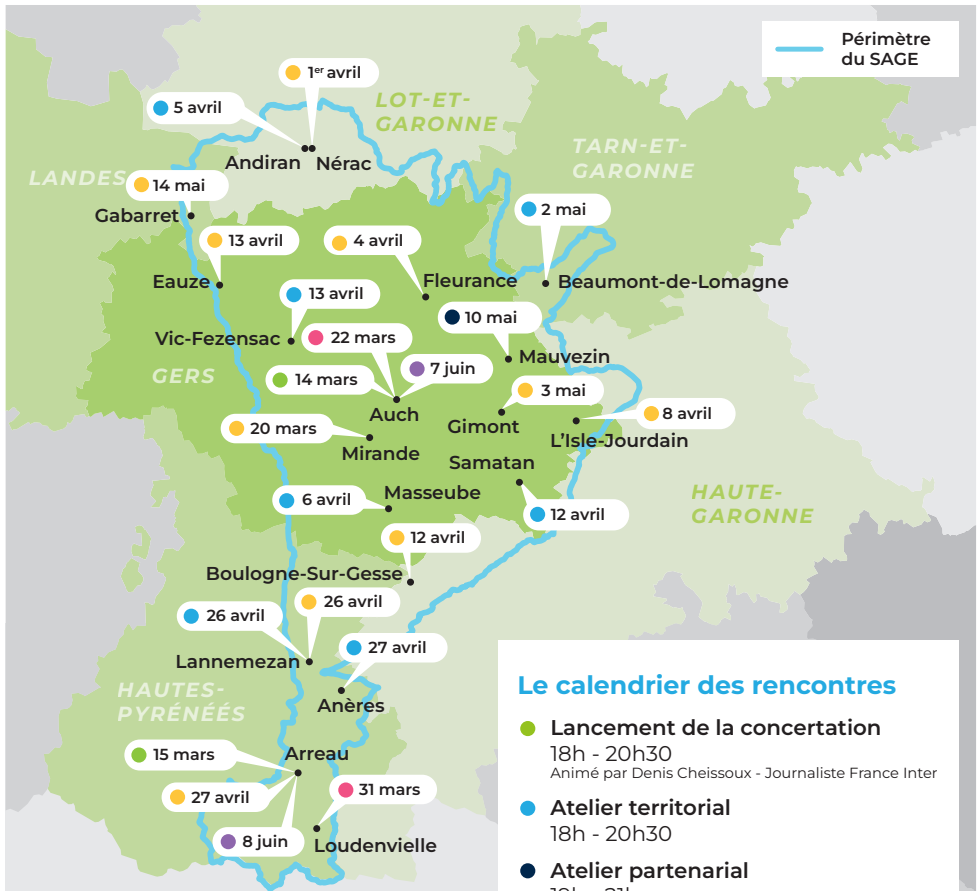 Périmètre
du SAGE
1er avril
LOT-ET-
GARONNE
5 avril
TARN-ET-
GARONNE
Andiran
Nérac
LANDES
14 mai
Gabarret
2 mai
13 avril
4 avril
Eauze
Fleurance
Beaumont-de-Lomagne
13 avril
10 mai
Vic-Fezensac
22 mars
Mauvezin
GERS
14 mars
7 juin
3 mai
Auch
Gimont
8 avril
20 mars
L'Isle-Jourdain
Mirande
Samatan
6 avril
Masseube
HAUTE-
GARONNE
12 avril
12 avril
Boulogne-Sur-Gesse
26 avril
26 avril
27 avril
Lannemezan
HAUTES-
PYRÉNÉÉS
Anères
Arreau
15 mars
27 avril
31 mars
8 juin
Loudenvielle
Le calendrier des rencontres
Lancement de la concertation
18h - 20h30
Animé par Denis Cheissoux - Journaliste France Inter
Atelier territorial
18h - 20h30
Atelier partenarial